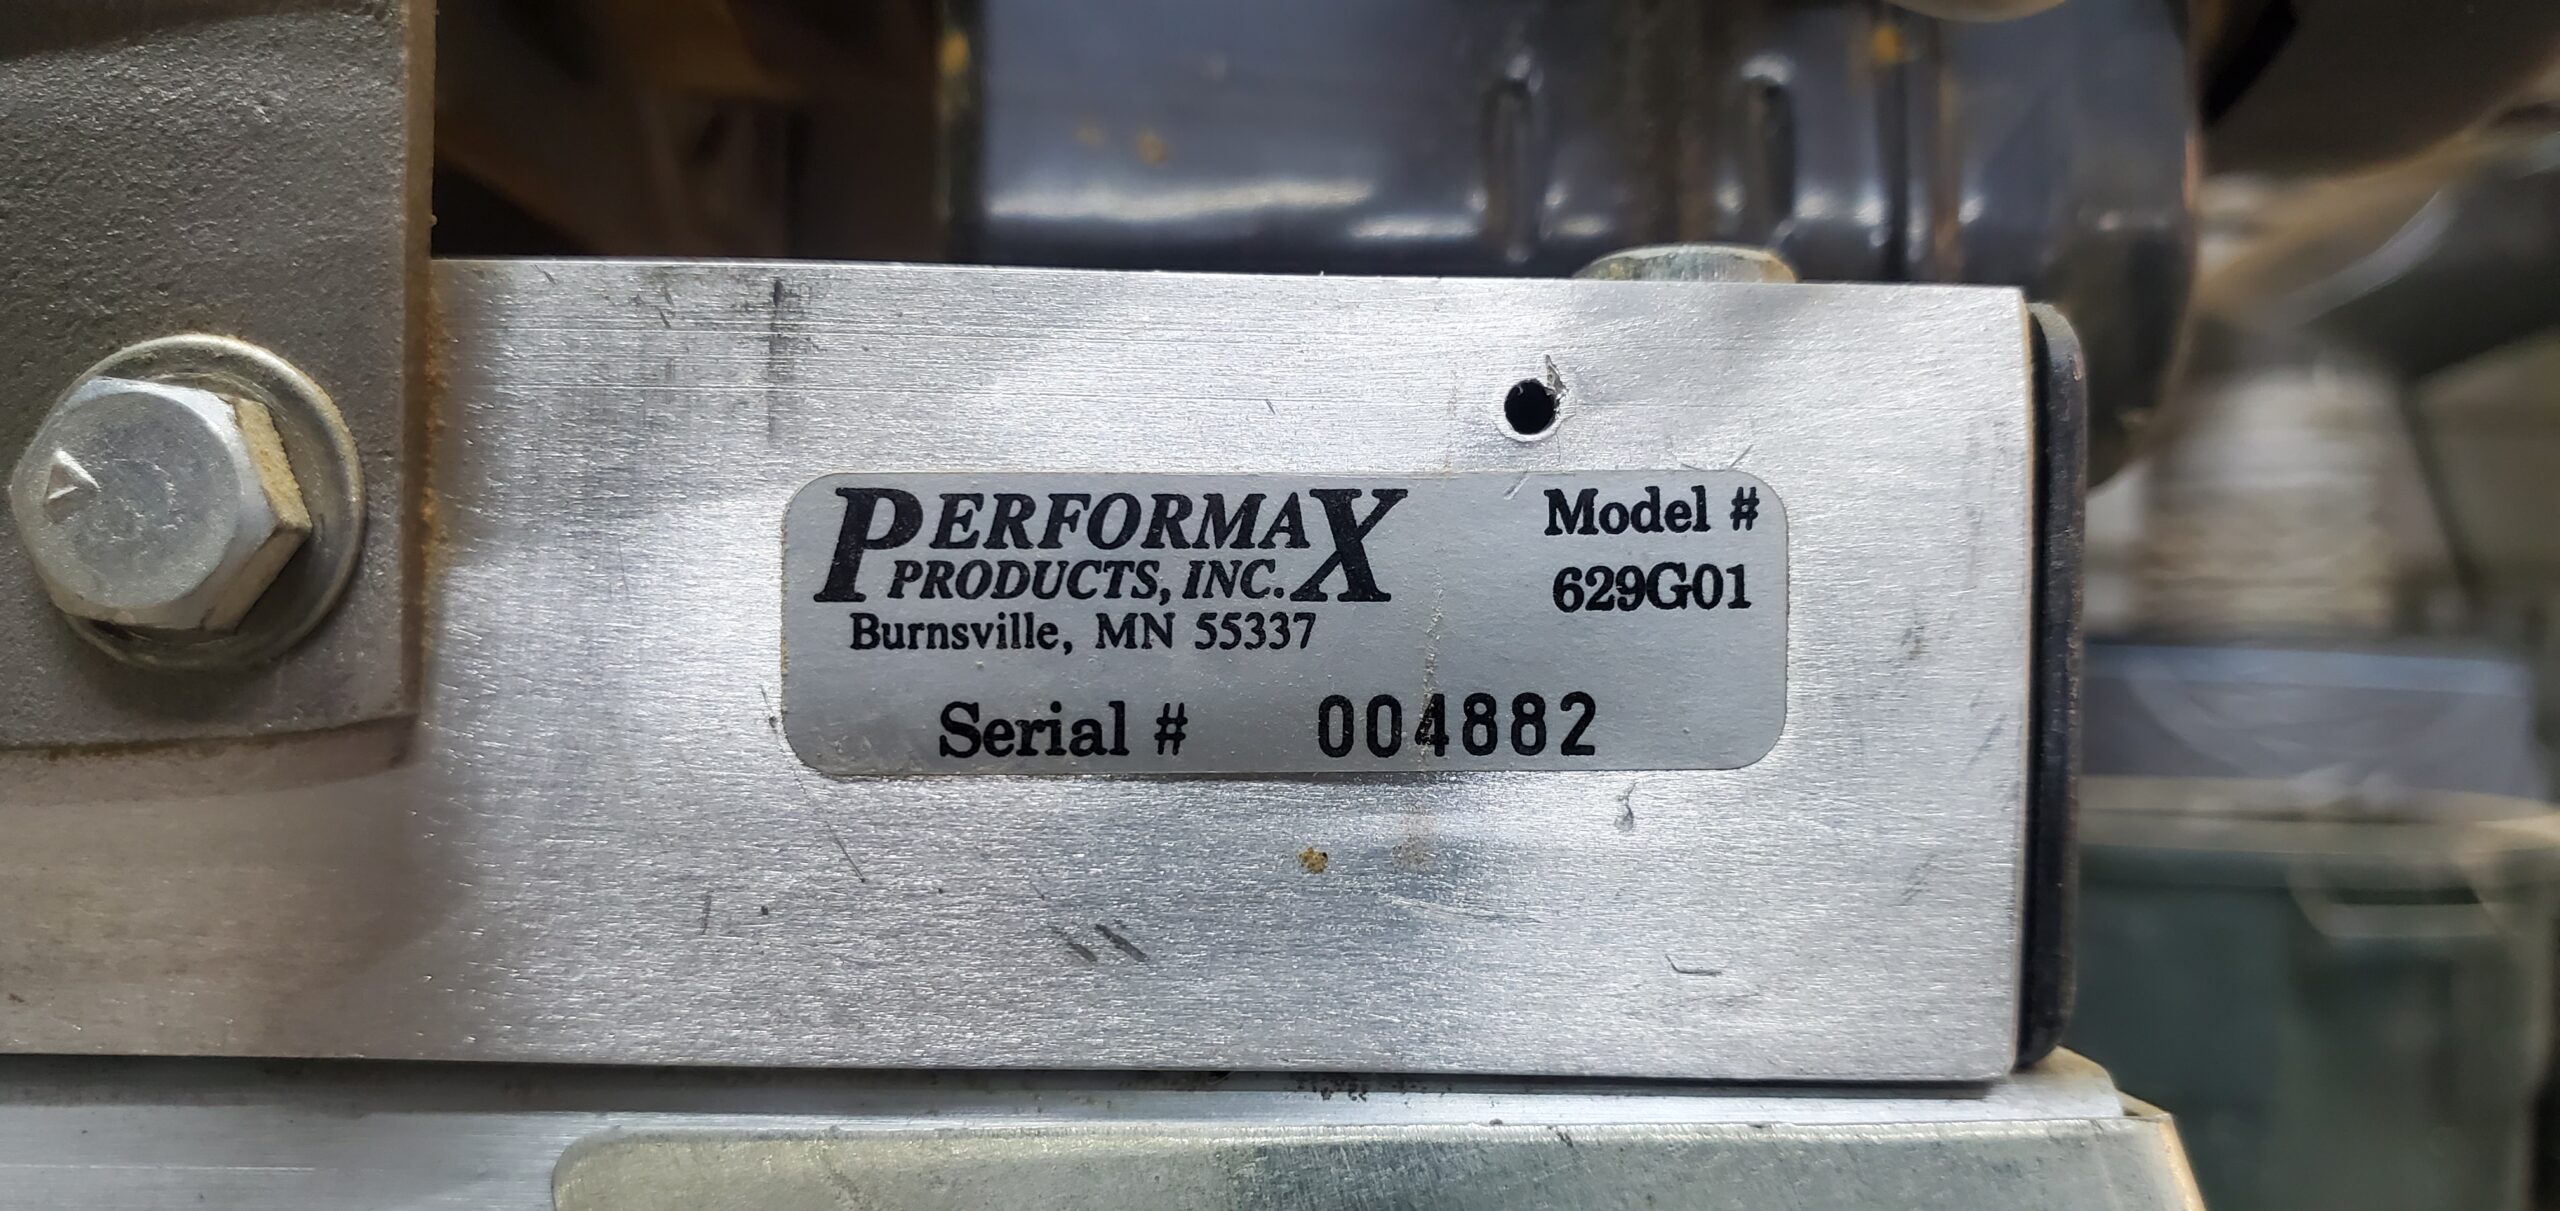 PERFORMAX Model #
PRODUCTS, INC. 629G01
Burnsville, MN 55337
Serial # 004882